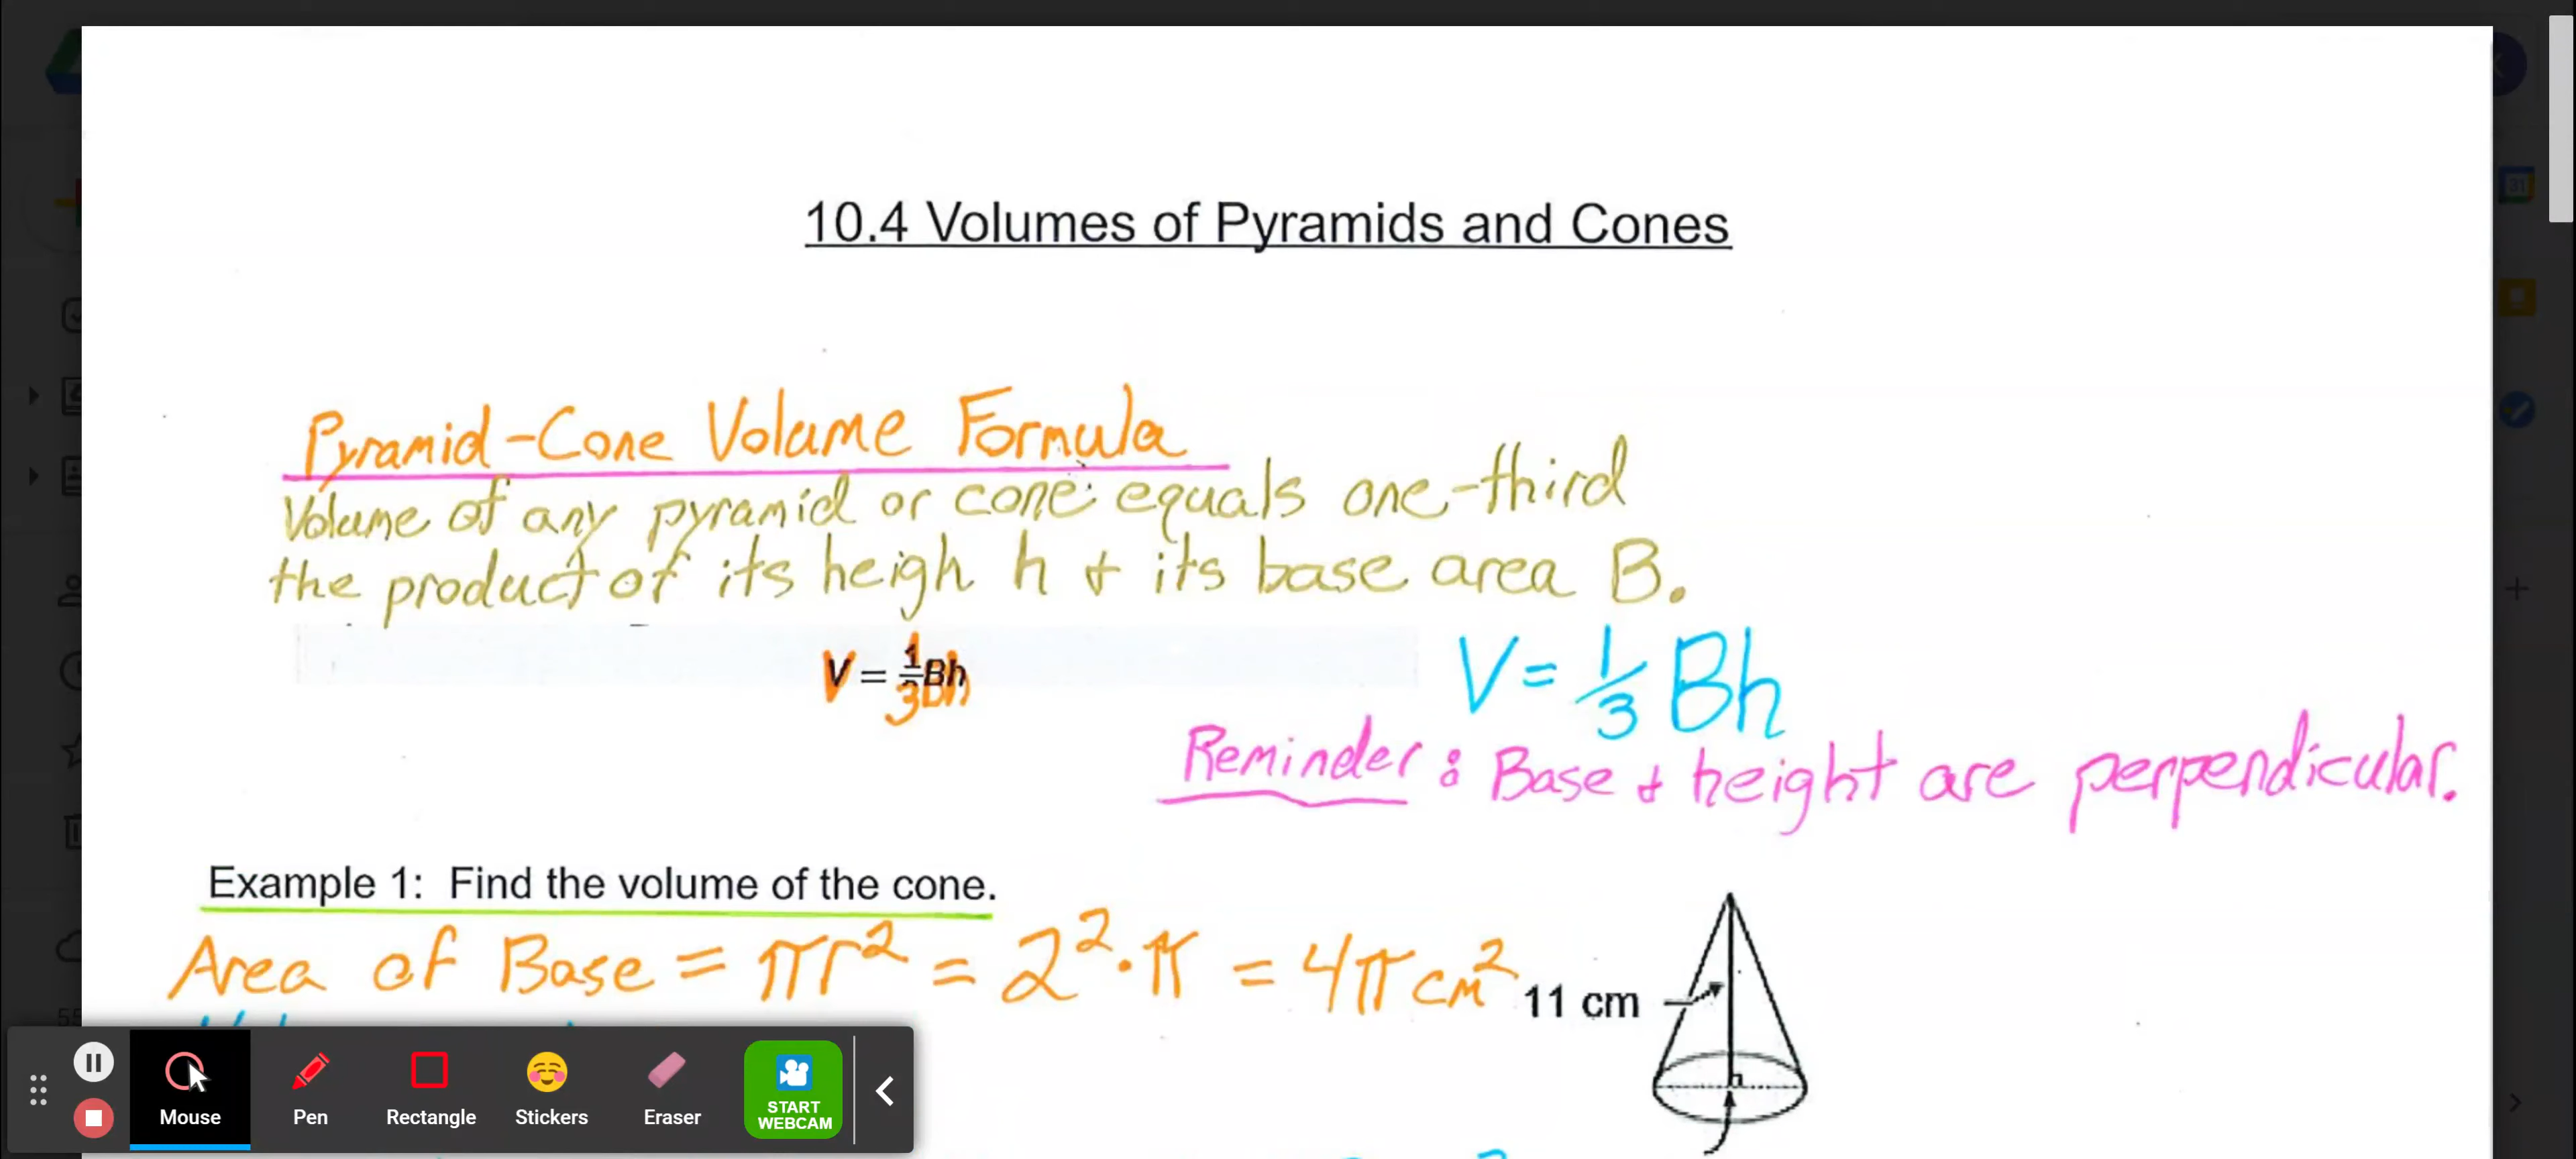 10.4 Volumes of Pyramids and Cones
Pyramid-Cone Volume Formula
Volume of any pyramid or cone equals one-third
the product of its heigh h & its base area B.
V = 1/3 Bh
V = 1/3 Bh
Reminder: Base & height are perpendicular.
Example 1: Find the volume of the cone.
Area of Base = πr² = 2²·π = 4π cm²
11 cm
Mouse
Pen
Rectangle
Stickers
Eraser
START
WEBCAM
31